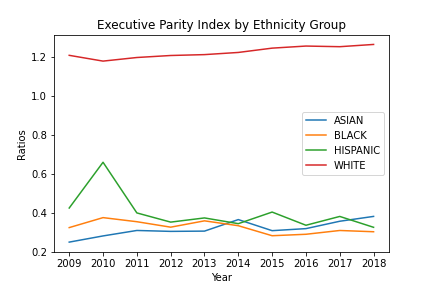 Executive Parity Index by Ethnicity Group
Ratios
1.2
1.0
0.8
0.6
0.4
0.2
ASIAN
BLACK
HISPANIC
WHITE
2009 2010 2011 2012 2013 2014 2015 2016 2017 2018
Year